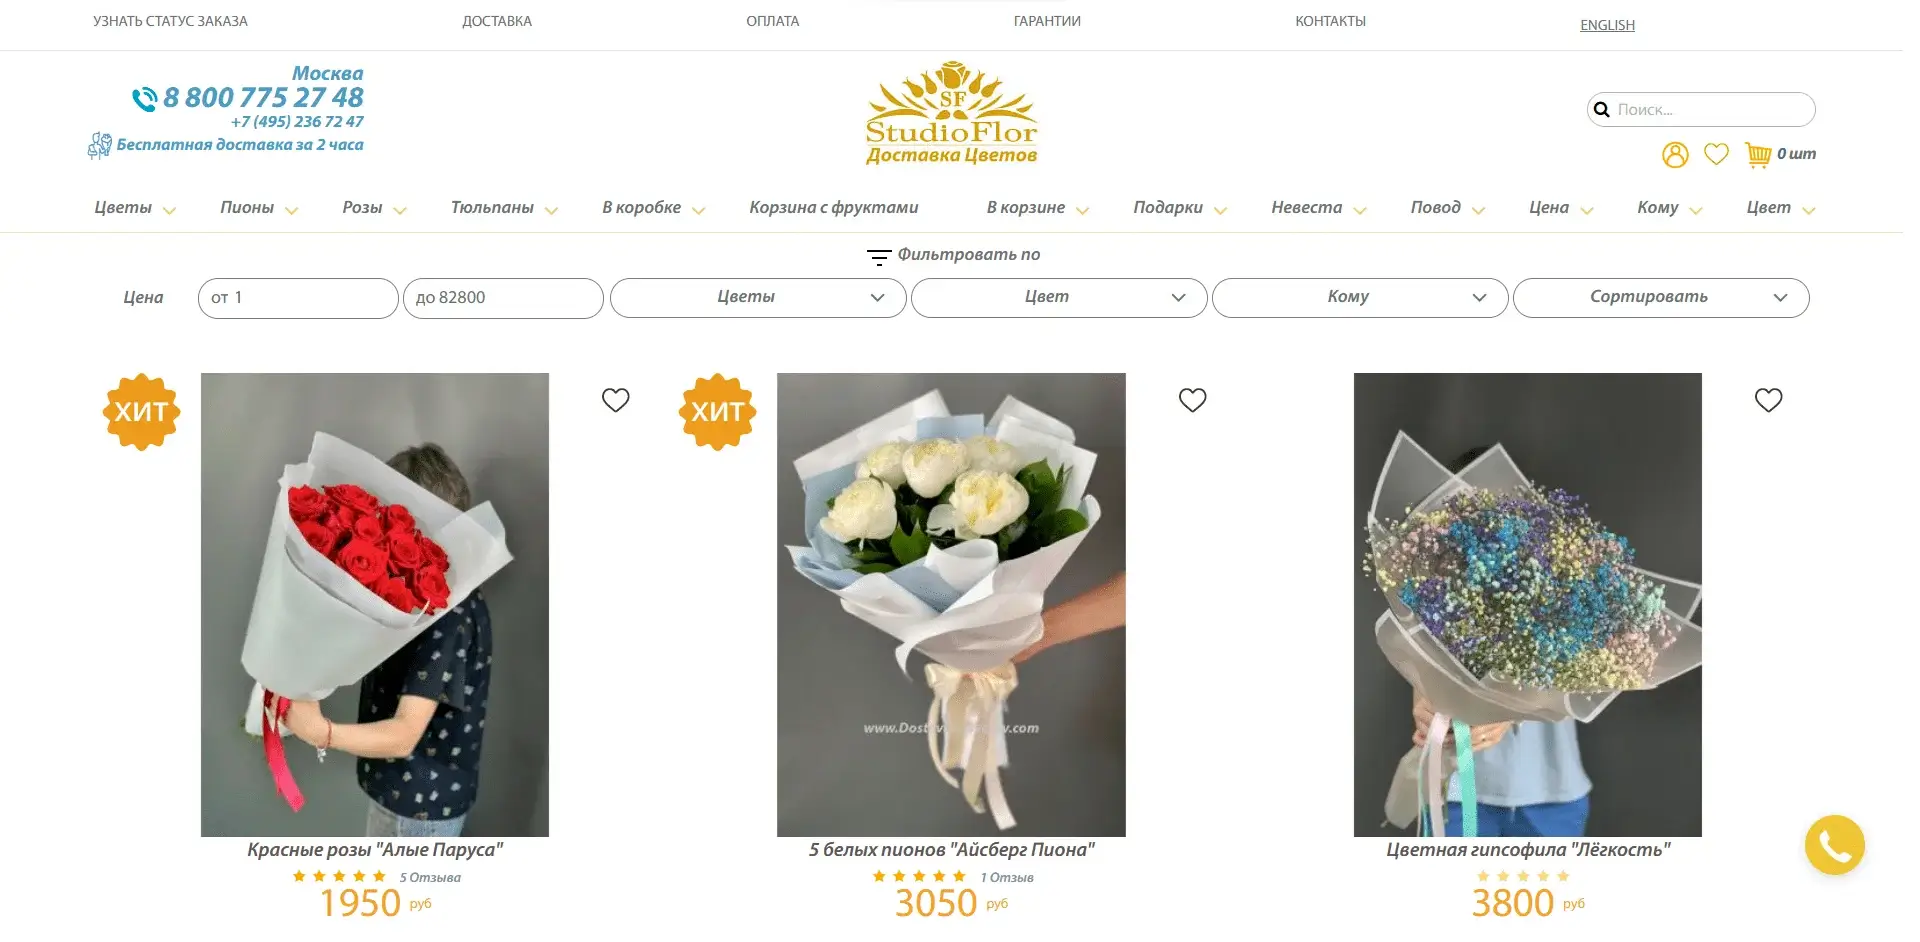 УЗНАТЬ СТАТУС ЗАКАЗА ДОСТАВКА ОПЛАТА ГАРАНТИИ КОНТАКТЫ ENGLISH
Москва
8 800 775 27 48
+7 (495) 236 72 47
Бесплатная доставка за 2 часа
SF
StudioFlor
Доставка Цветов
Поиск...
0 шт
Цветы Пионы Розы Тюльпаны В коробке Корзина с фруктами В корзине Подарки Невеста Повод Цена Кому Цвет
Фильтровать по
Цена от 1 до 82800 Цветы Цвет Кому Сортировать
ХИТ
ХИТ
Красные розы "Алые Паруса"
5 Отзыва
1950 руб
5 белых пионов "Айсберг Пиона"
1 Отзыв
3050 руб
Цветная гипсофила "Лёгкость"
3800 руб